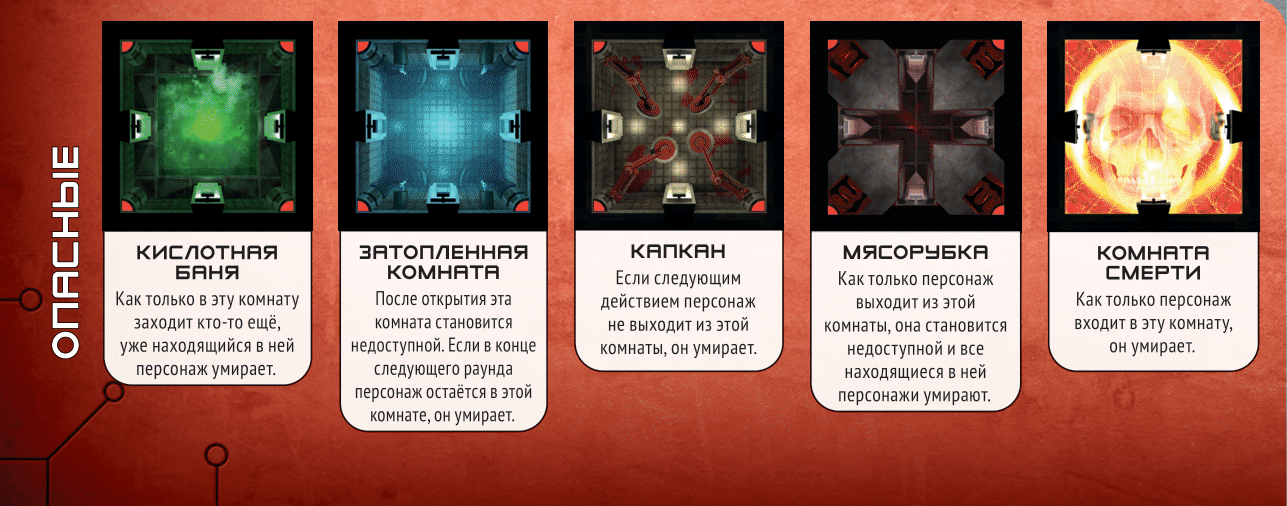 ОПАСНЫЕ
КИСЛОТНАЯ
БАНЯ
Как только в эту комнату
заходит кто-то ещё,
уже находящийся в ней
персонаж умирает.
ЗАТОПЛЕННАЯ
КОМНАТА
После открытия эта
комната становится
недоступной. Если в конце
следующего раунда
персонаж остаётся в этой
комнате, он умирает.
КАПКАН
Если следующим
действием персонаж
не выходит из этой
комнаты, он умирает.
МЯСОРУБКА
Как только персонаж
выходит из этой
комнаты, она становится
недоступной и все
находящиеся в ней
персонажи умирают.
КОМНАТА
СМЕРТИ
Как только персонаж
входит в эту комнату,
он умирает.